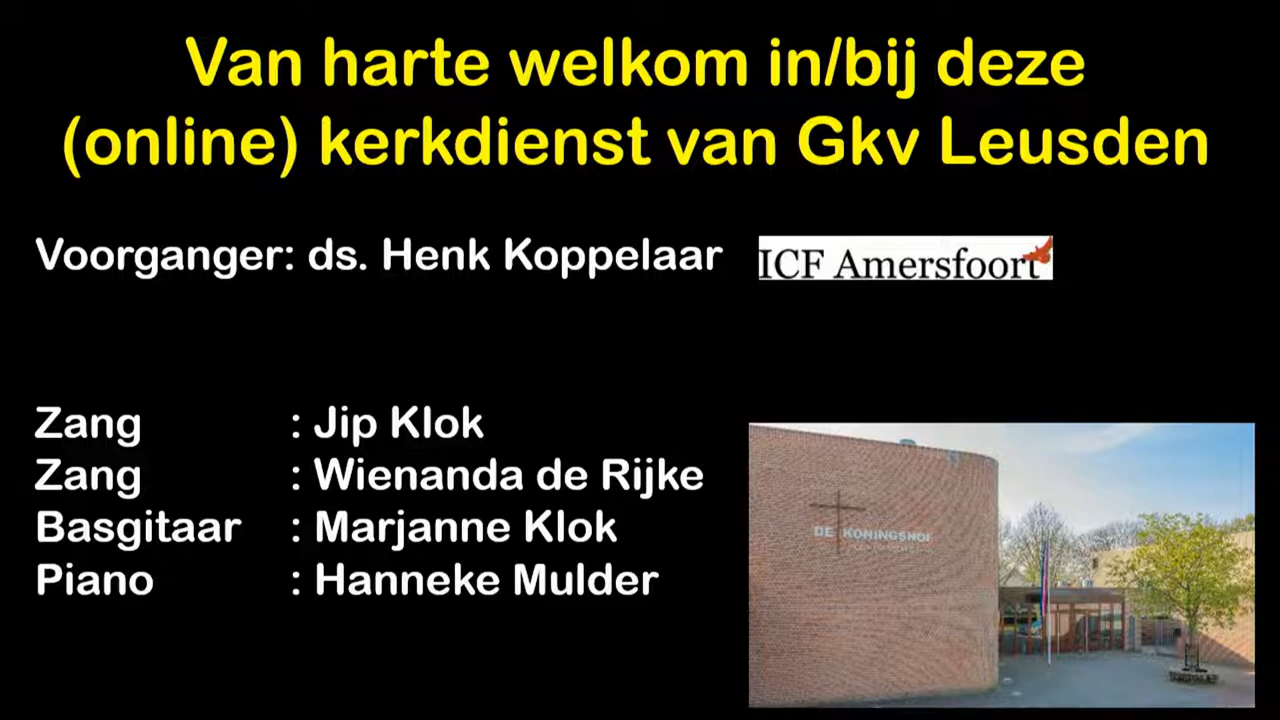 Van harte welkom in/bij deze
(online) kerkdienst van Gkv Leusden
Voorganger: ds. Henk Koppelaar
ICF Amersfoort
Zang : Jip Klok
Zang : Wienanda de Rijke
Basgitaar : Marjanne Klok
Piano : Hanneke Mulder
DE KONINGSHOF